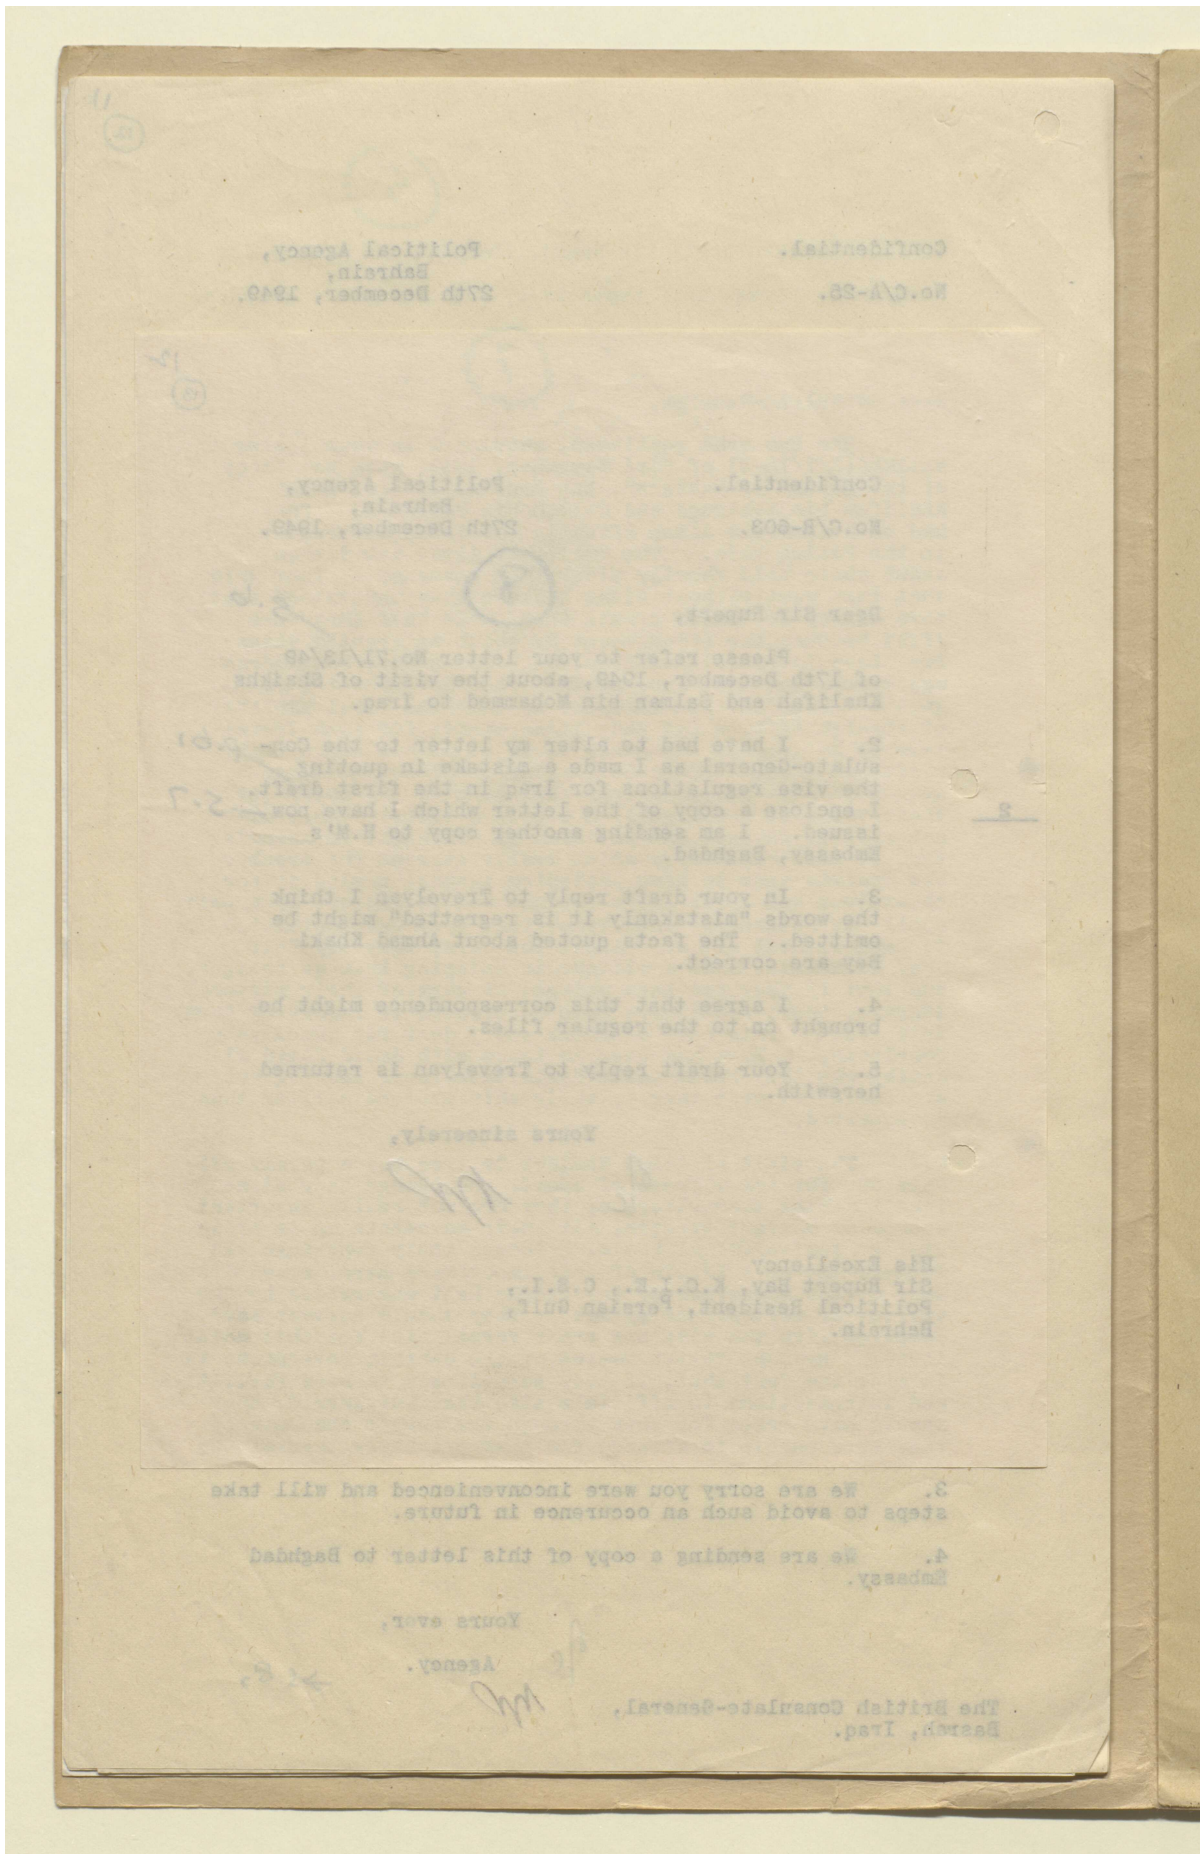 11
Confidential.
Political Agency,
Bahrain,
No.C/A-25.
27th December, 1949.
12
Confidential.
Political Agency,
Bahrain,
No.C/R-603.
27th December, 1949.
8
Dear Sir Rupert,
Please refer to your letter No.71/13/49
of 17th December, 1949, about the visit of Shaikhs
Khalifah and Salman bin Mohammed to Iraq.
2. I have had to alter my letter to the Con-
sulate-General as I made a mistake in quoting
the visa regulations for Iraq in the first draft.
I enclose a copy of the letter which I have now
issued. I am sending another copy to H.M's
Embassy, Baghdad.
2
3. In your draft reply to Trevelyan I think
the words "mistakenly it is regretted" might be
omitted. The facts quoted about Ahmad Khaki
Bey are correct.
4. I agree that this correspondence might be
brought on to the regular files.
5. Your draft reply to Trevelyan is returned
herewith.
Yours sincerely,
His Excellency
Sir Rupert Hay, K.C.I.E., C.S.I.,
Political Resident, Persian Gulf,
Bahrain.
3. We are sorry you were inconvenienced and will take
steps to avoid such an occurence in future.
4. We are sending a copy of this letter to Baghdad
Embassy.
Yours ever,
Agency.
The British Consulate-General,
Basrah, Iraq.